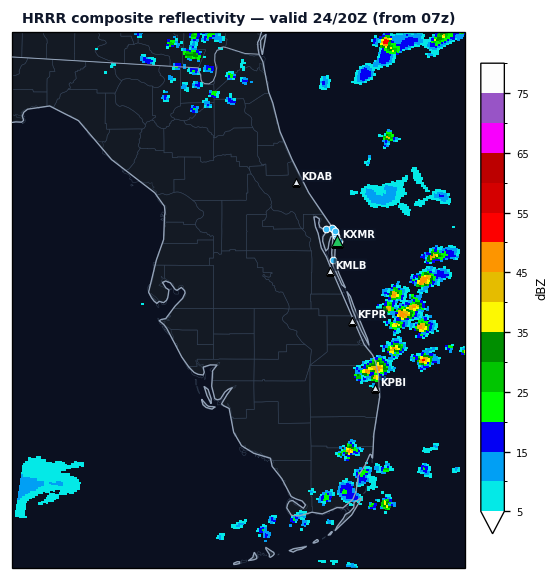 HRRR composite reflectivity — valid 24/20Z (from 07z)
KDAB
KXMR
KMLB
KFPR
KPBI
75
65
55
45
35
25
15
5
dBZ